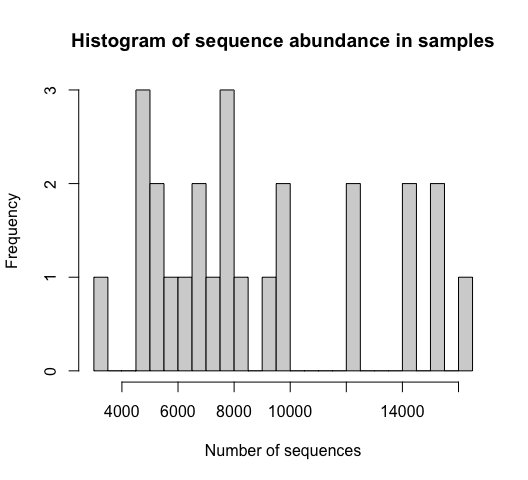 Histogram of sequence abundance in samples
Frequency
3
2
1
0
4000 6000 8000 10000 14000
Number of sequences